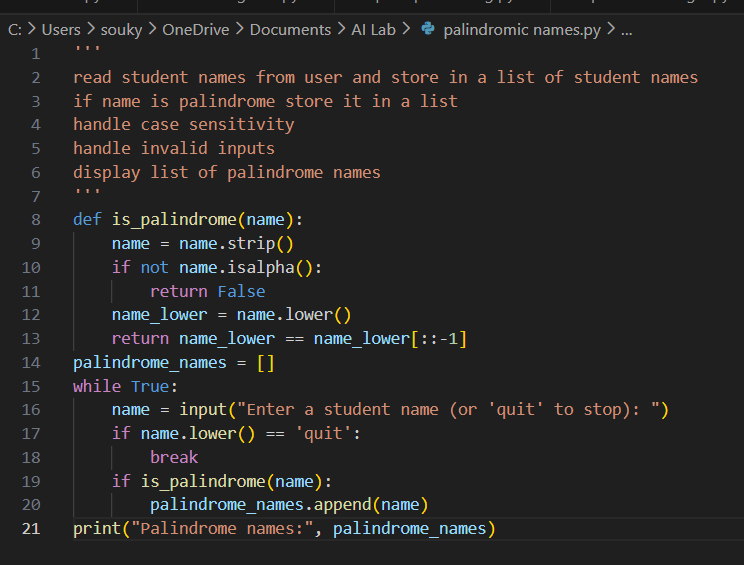 C: > Users > souky > OneDrive > Documents > AI Lab > palindromic names.py > ...
1 '''
2 read student names from user and store in a list of student names
3 if name is palindrome store it in a list
4 handle case sensitivity
5 handle invalid inputs
6 display list of palindrome names
7 '''
8 def is_palindrome(name):
9     name = name.strip()
10     if not name.isalpha():
11         return False
12     name_lower = name.lower()
13     return name_lower == name_lower[::-1]
14 palindrome_names = []
15 while True:
16     name = input("Enter a student name (or 'quit' to stop): ")
17     if name.lower() == 'quit':
18         break
19     if is_palindrome(name):
20         palindrome_names.append(name)
21 print("Palindrome names:", palindrome_names)